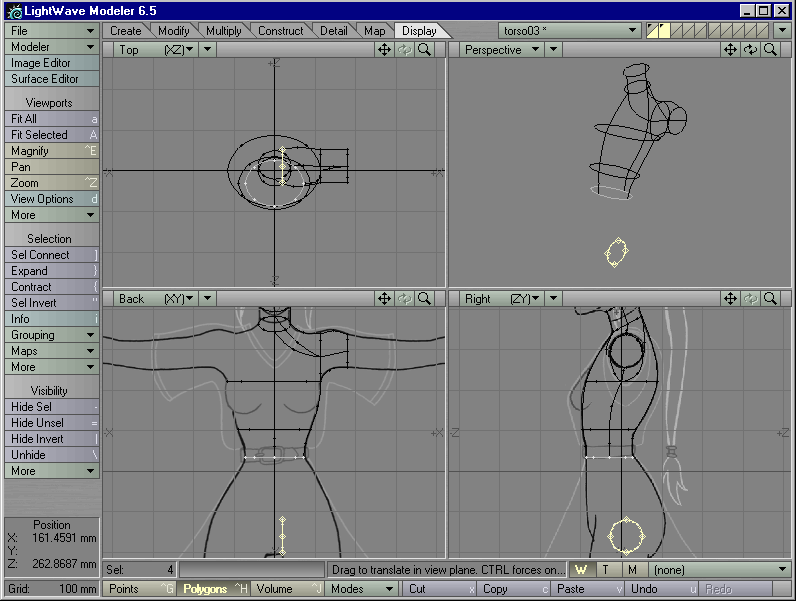 LightWave Modeler 6.5
File
Create Modify Multiply Construct Detail Map Display torso03 *
Modeler
Top (XZ) Perspective
Image Editor
Surface Editor
Viewports
Fit All a
Fit Selected A
Magnify ^E
Pan
Zoom ^Z
View Options d
More
Selection
Sel Connect ]
Expand }
Contract {
Sel Invert "
Info i
Grouping
Maps
More
Visibility
Hide Sel -
Hide Unsel =
Hide Invert |
Unhide \
More
Back (XY) Right (ZY)
-X +X +Z -Z
-X +X -Z +Z
Position
X: 161.4591 mm
Y:
Z: 262.8687 mm
Grid: 100 mm
Sel: 4 Drag to translate in view plane. CTRL forces on... W T M (none)
Points ^G Polygons ^H Volume ^J Modes Cut x Copy c Paste v Undo u Redo